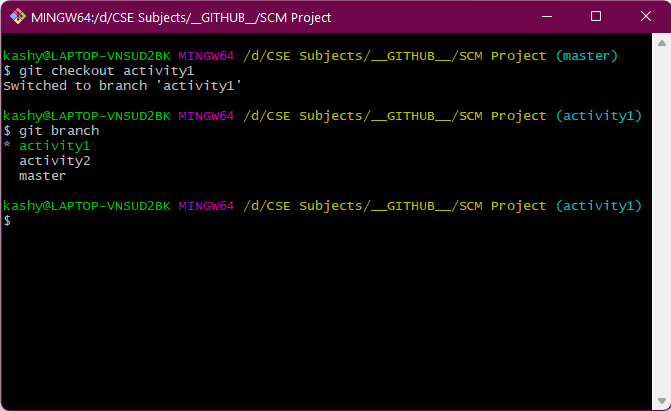 MINGW64:/d/CSE Subjects/__GITHUB__/SCM Project
kashy@LAPTOP-VNSUD2BK MINGW64 /d/CSE Subjects/__GITHUB__/SCM Project (master)
$ git checkout activity1
Switched to branch 'activity1'
kashy@LAPTOP-VNSUD2BK MINGW64 /d/CSE Subjects/__GITHUB__/SCM Project (activity1)
$ git branch
* activity1
  activity2
  master
kashy@LAPTOP-VNSUD2BK MINGW64 /d/CSE Subjects/__GITHUB__/SCM Project (activity1)
$